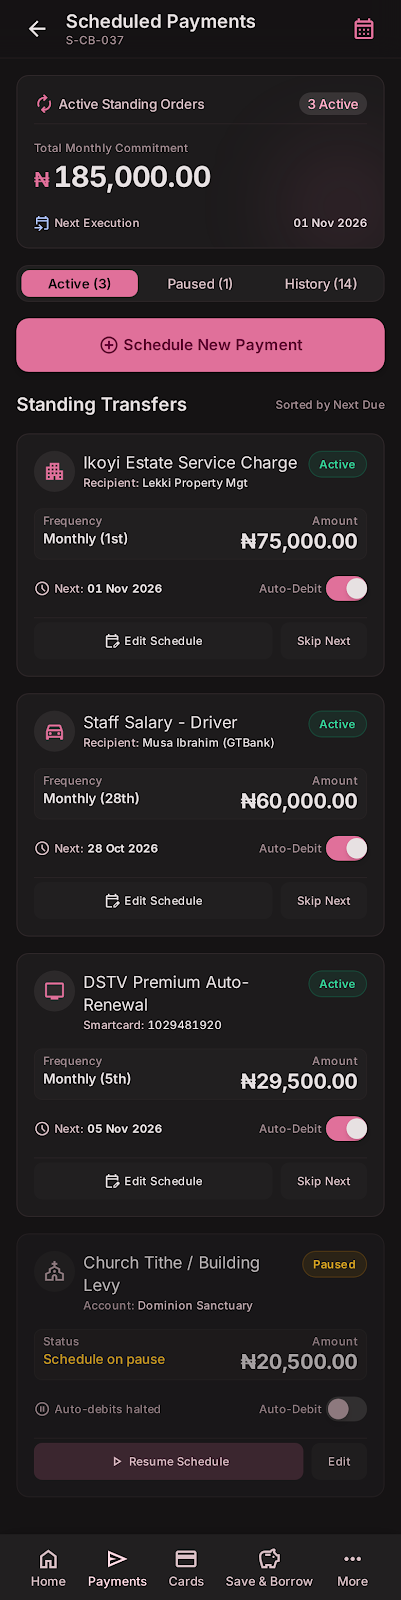 Scheduled Payments
S-CB-037
Active Standing Orders
3 Active
Total Monthly Commitment
₦ 185,000.00
Next Execution
01 Nov 2026
Active (3)
Paused (1)
History (14)
Schedule New Payment
Standing Transfers
Sorted by Next Due
Ikoyi Estate Service Charge
Active
Recipient: Lekki Property Mgt
Frequency
Amount
Monthly (1st)
₦75,000.00
Next: 01 Nov 2026
Auto-Debit
Edit Schedule
Skip Next
Staff Salary - Driver
Active
Recipient: Musa Ibrahim (GTBank)
Frequency
Amount
Monthly (28th)
₦60,000.00
Next: 28 Oct 2026
Auto-Debit
Edit Schedule
Skip Next
DSTV Premium Auto-
Renewal
Active
Smartcard: 1029481920
Frequency
Amount
Monthly (5th)
₦29,500.00
Next: 05 Nov 2026
Auto-Debit
Edit Schedule
Skip Next
Church Tithe / Building
Levy
Paused
Account: Dominion Sanctuary
Status
Amount
Schedule on pause
₦20,500.00
Auto-debits halted
Auto-Debit
Resume Schedule
Edit
Home
Payments
Cards
Save & Borrow
More